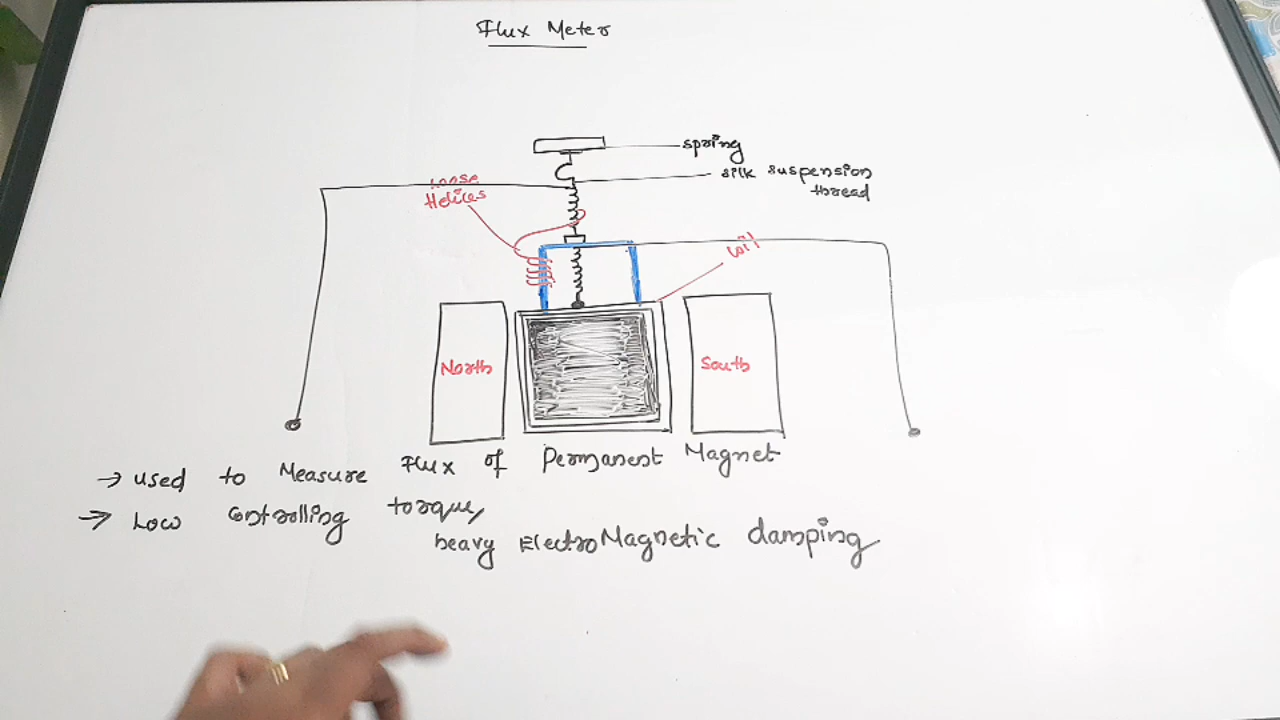 Flux Meter
spring
silk suspension
thread
Loose
Helices
Coil
North
South
→ used to Measure Flux of Permanent Magnet
→ Low Controlling torque,
heavy ElectroMagnetic damping